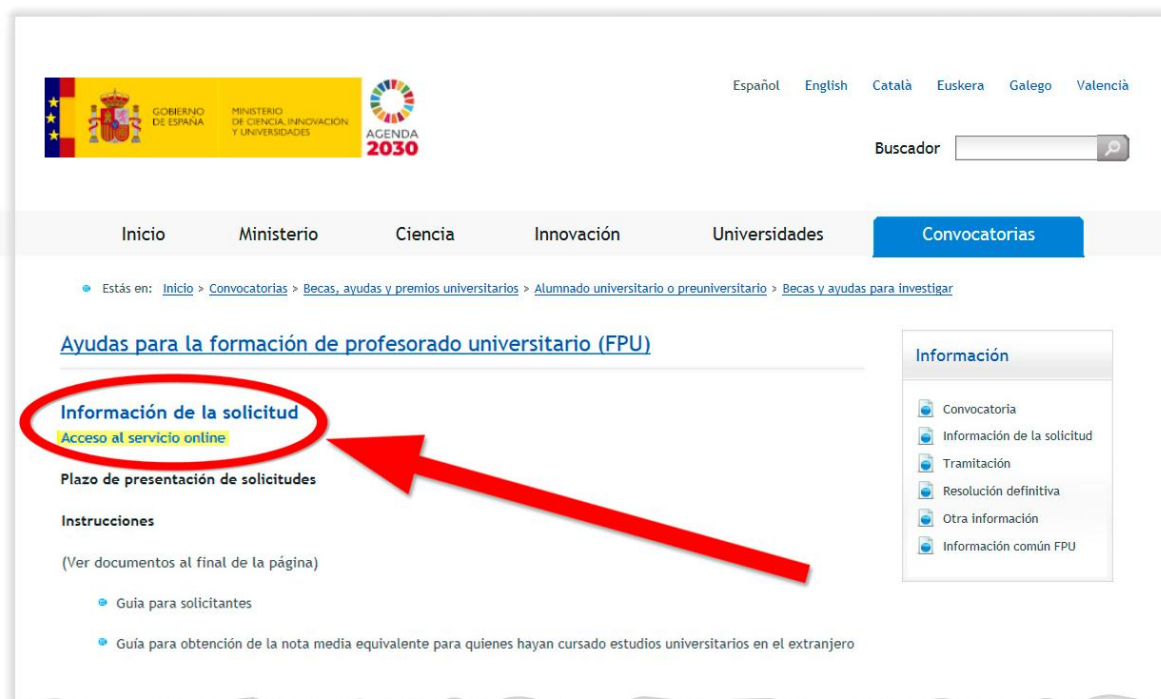 Español English Català Euskera Galego Valencià
GOBIERNO DE ESPAÑA
MINISTERIO DE CIENCIA, INNOVACIÓN Y UNIVERSIDADES
AGENDA 2030
Buscador
Inicio Ministerio Ciencia Innovación Universidades Convocatorias
Estás en: Inicio > Convocatorias > Becas, ayudas y premios universitarios > Alumnado universitario o preuniversitario > Becas y ayudas para investigar
Ayudas para la formación de profesorado universitario (FPU)
Información de la solicitud
Acceso al servicio online
Plazo de presentación de solicitudes
Instrucciones
(Ver documentos al final de la página)
Guia para solicitantes
Guía para obtención de la nota media equivalente para quienes hayan cursado estudios universitarios en el extranjero
Información
Convocatoria
Información de la solicitud
Tramitación
Resolución definitiva
Otra información
Información común FPU